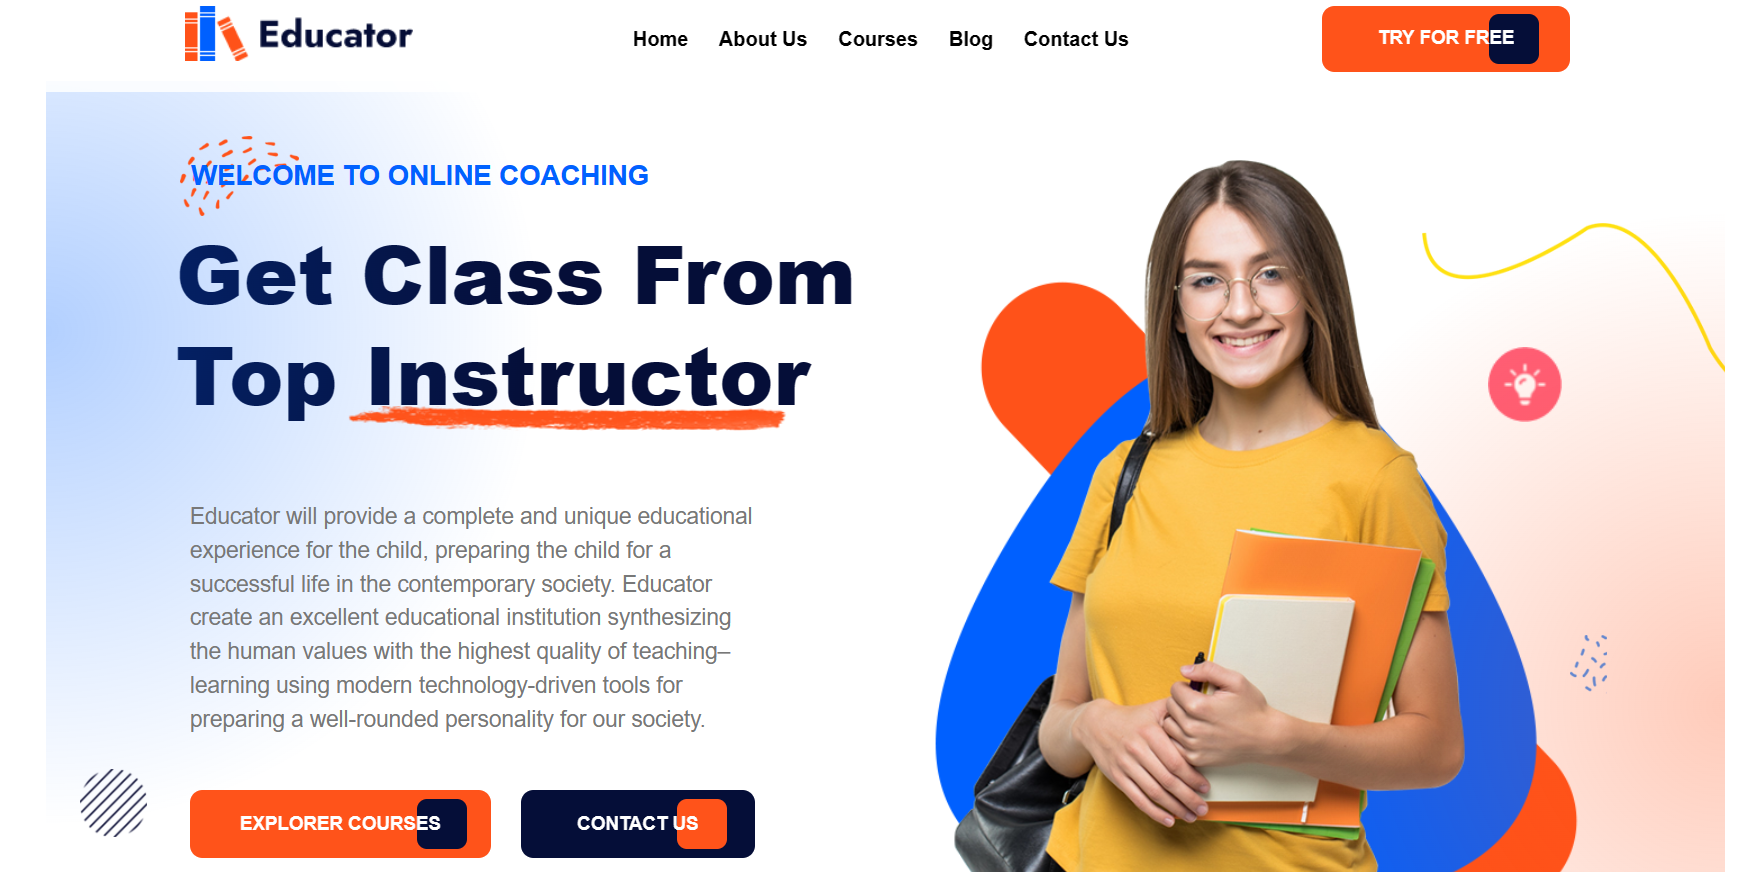 Educator
Home About Us Courses Blog Contact Us
TRY FOR FREE
WELCOME TO ONLINE COACHING
Get Class From
Top Instructor
Educator will provide a complete and unique educational
experience for the child, preparing the child for a
successful life in the contemporary society. Educator
create an excellent educational institution synthesizing
the human values with the highest quality of teaching–
learning using modern technology-driven tools for
preparing a well-rounded personality for our society.
EXPLORER COURSES
CONTACT US